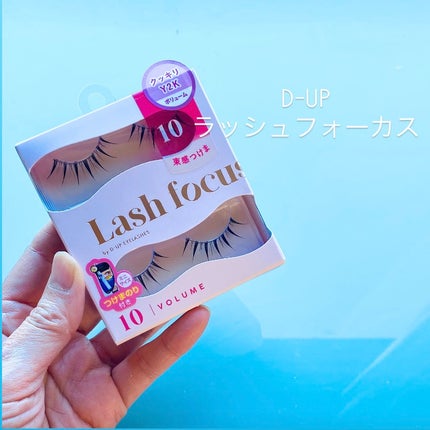 クッキリ
Y2K
ボリューム
10
束感つけま
D-UP
ラッシュフォーカス
Lash focus
by D-UP EYELASHES
つけまのり
付き
10 | VOLUME